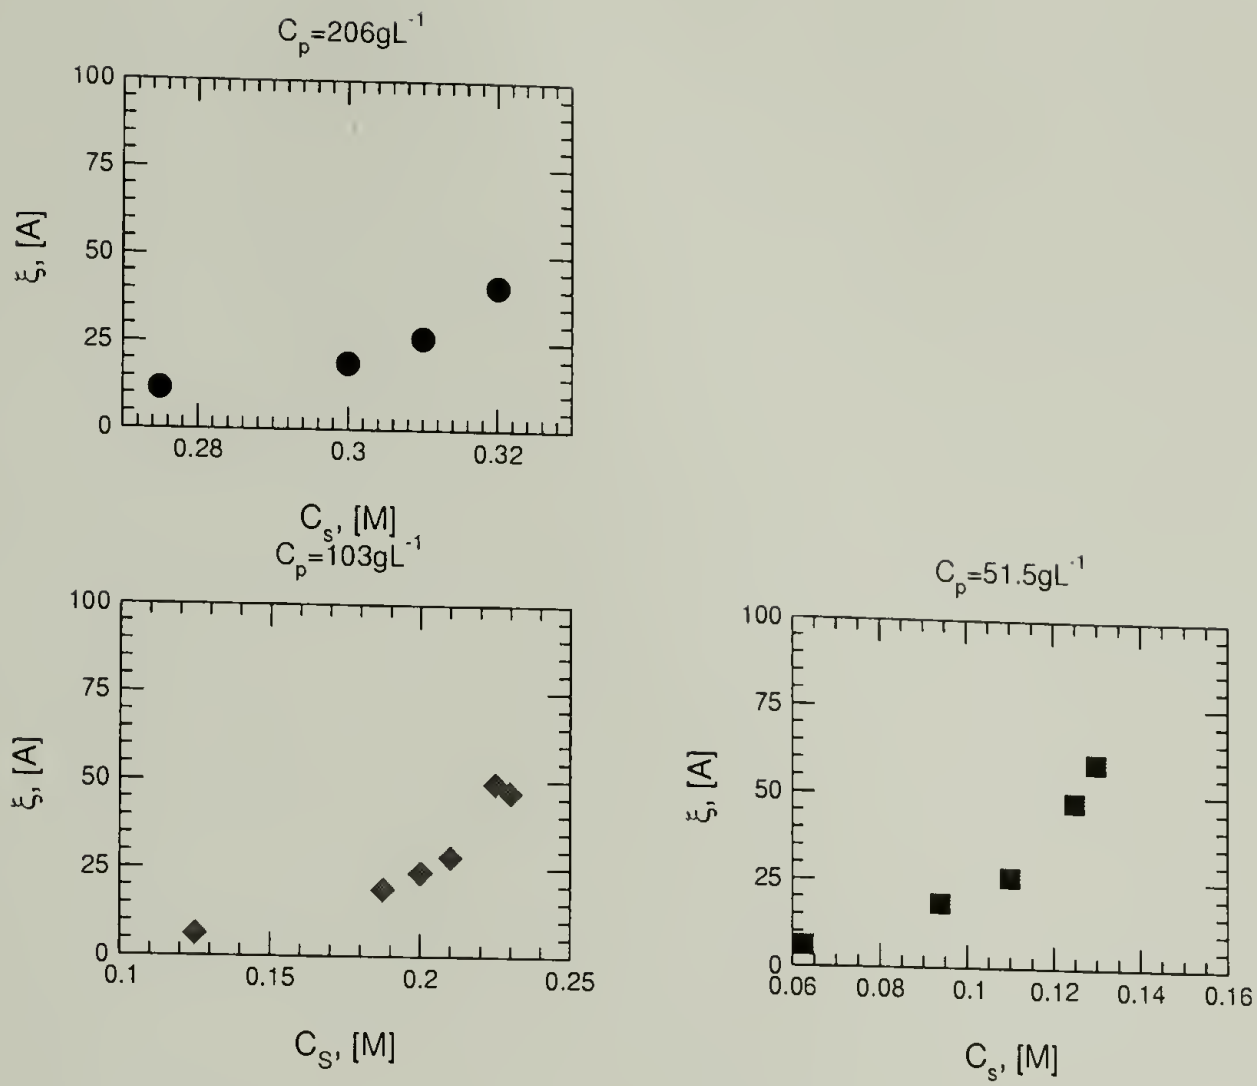 C_p=206gL^-1
100
75
50
25
0
ξ, [A]
0.28 0.3 0.32
C_s, [M]
C_p=103gL^-1
100
75
50
25
0
ξ, [A]
0.1 0.15 0.2 0.25
C_S, [M]
C_p=51.5gL^-1
100
75
50
25
0
ξ, [A]
0.06 0.08 0.1 0.12 0.14 0.16
C_s, [M]